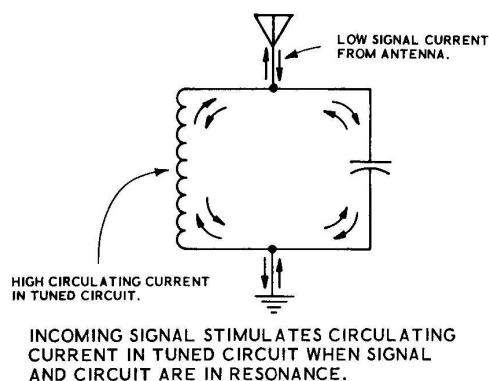 LOW SIGNAL CURRENT
FROM ANTENNA.
HIGH CIRCULATING CURRENT
IN TUNED CIRCUIT.
INCOMING SIGNAL STIMULATES CIRCULATING
CURRENT IN TUNED CIRCUIT WHEN SIGNAL
AND CIRCUIT ARE IN RESONANCE.